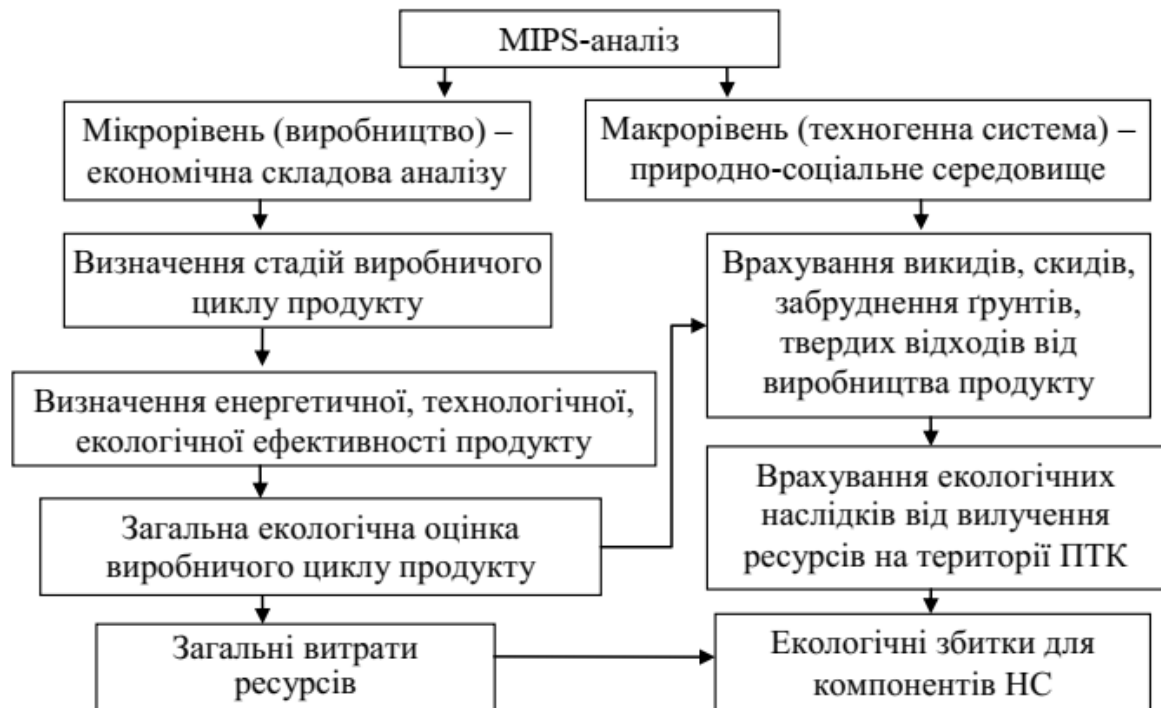 MIPS-аналіз
Мікрорівень (виробництво) –
економічна складова аналізу
Визначення стадій виробничого
циклу продукту
Визначення енергетичної, технологічної,
екологічної ефективності продукту
Загальна екологічна оцінка
виробничого циклу продукту
Загальні витрати
ресурсів
Макрорівень (техногенна система) –
природно-соціальне середовище
Врахування викидів, скидів,
забруднення ґрунтів,
твердих відходів від
виробництва продукту
Врахування екологічних
наслідків від вилучення
ресурсів на території ПТК
Екологічні збитки для
компонентів НС